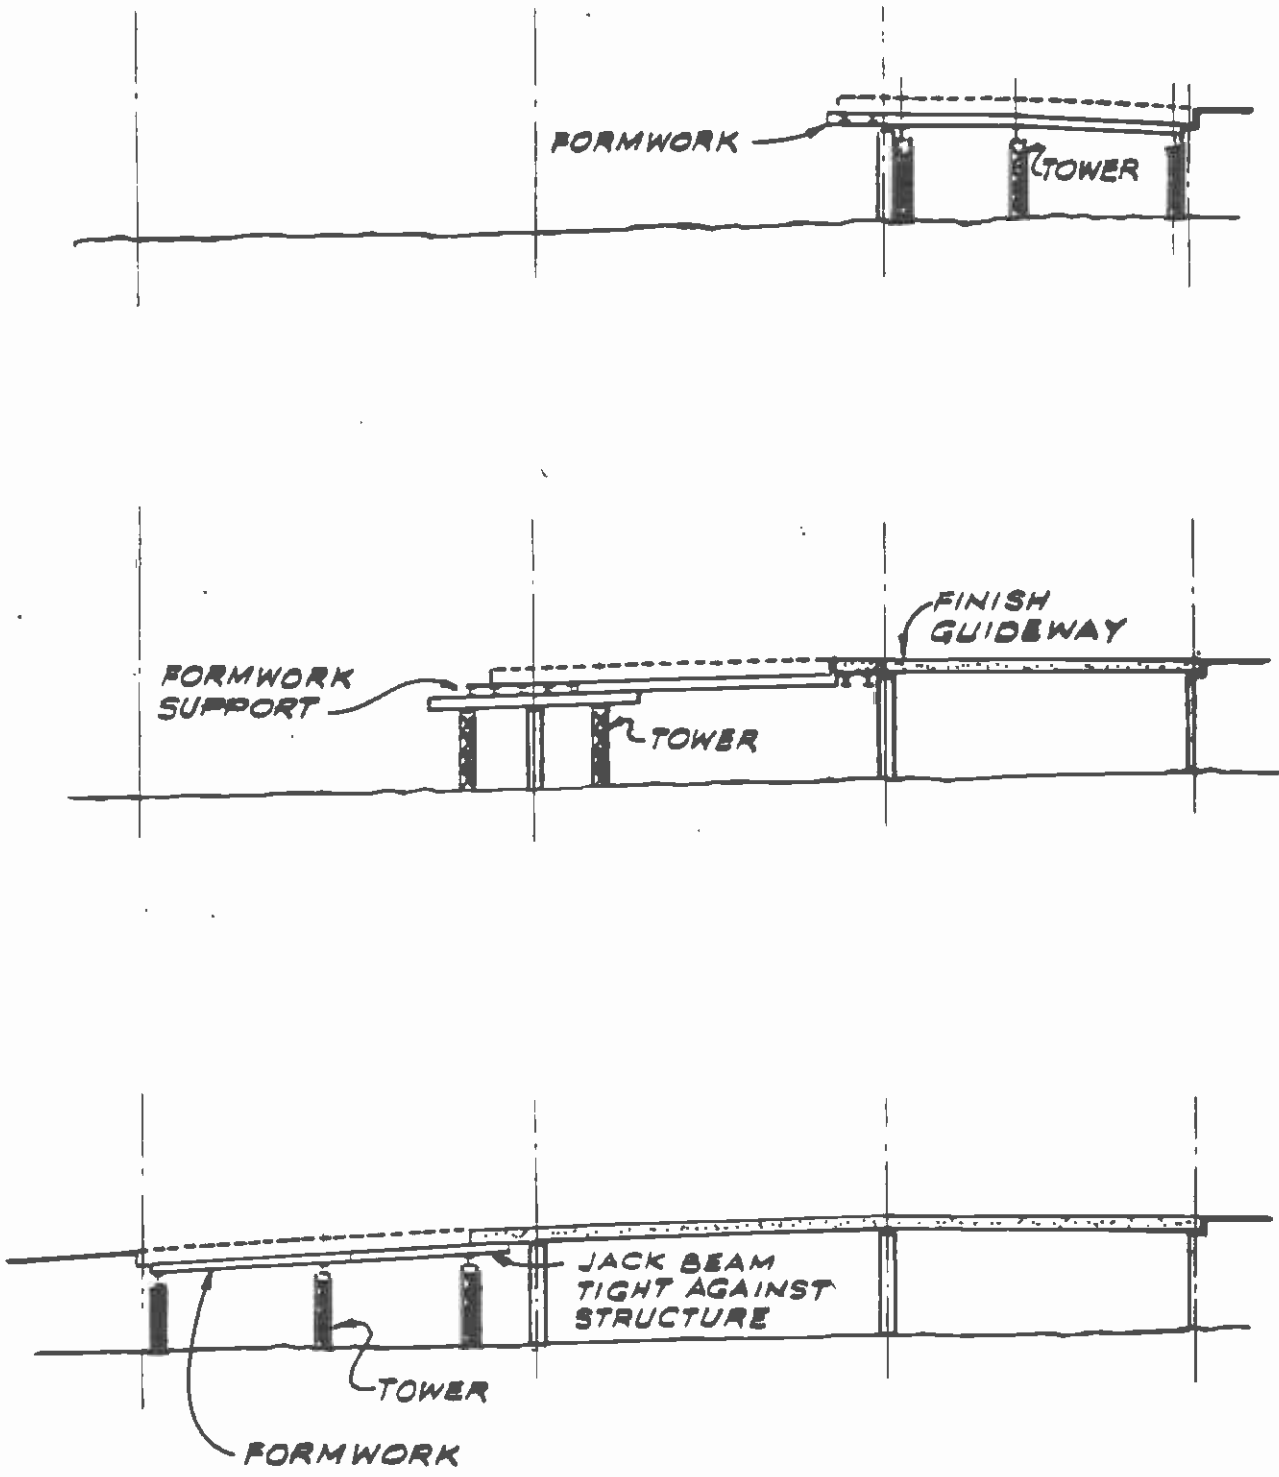 FORMWORK
TOWER
FINISH
GUIDEWAY
FORMWORK
SUPPORT
TOWER
JACK BEAM
TIGHT AGAINST
STRUCTURE
TOWER
FORMWORK